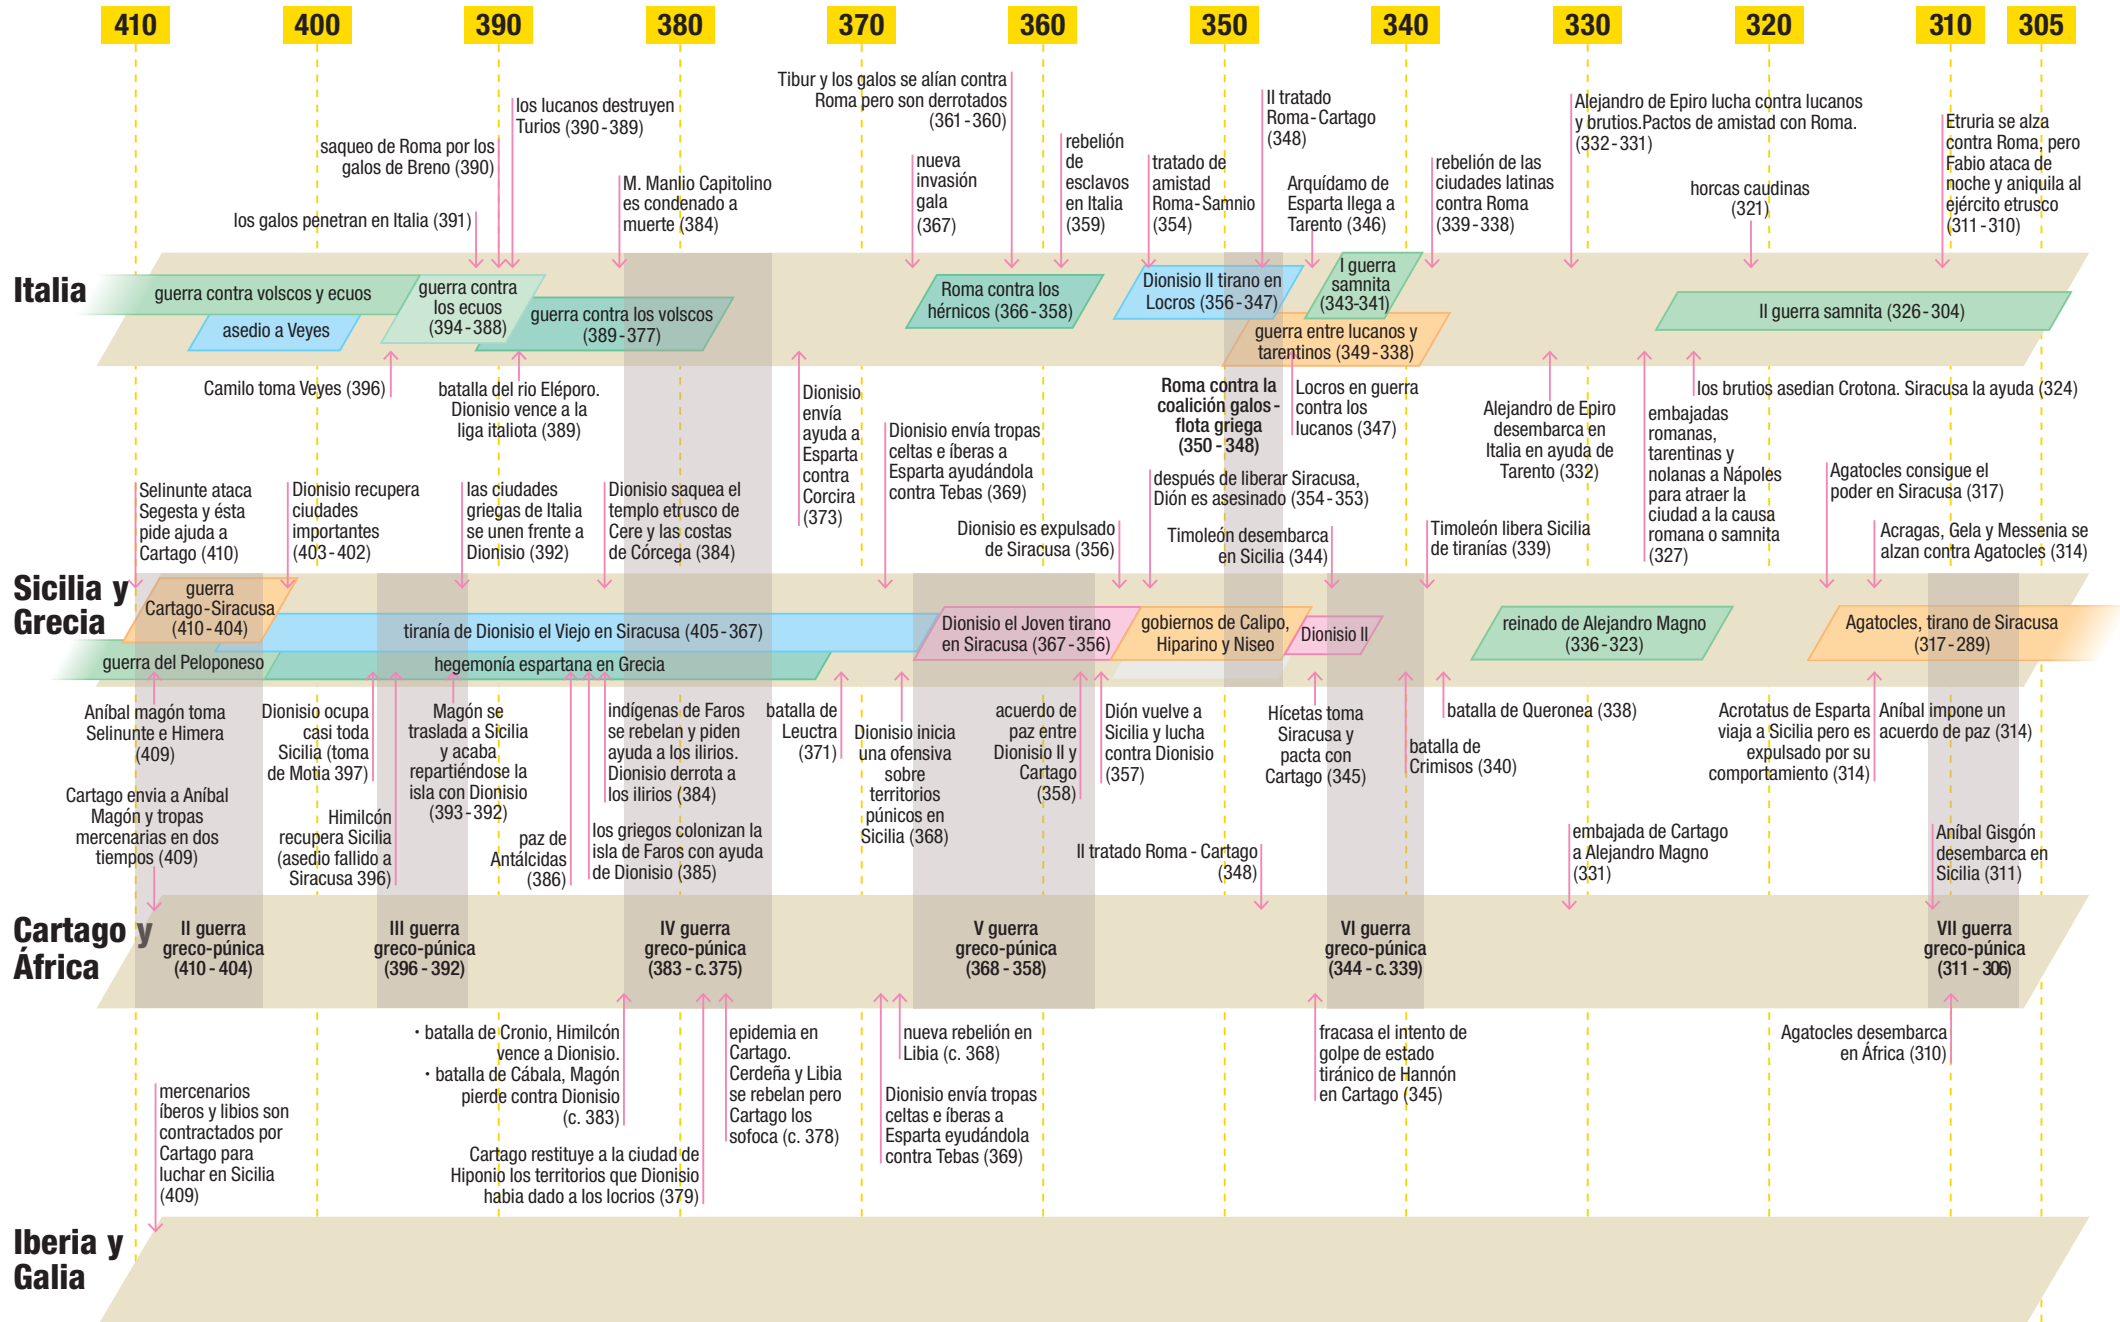 410 400 390 380 370 360 350 340 330 320 310 305
Italia
los galos penetran en Italia (391)
saqueo de Roma por los
galos de Breno (390)
los lucanos destruyen
Turios (390-389)
M. Manlio Capitolino
es condenado a
muerte (384)
Tibur y los galos se alían contra
Roma pero son derrotados
(361-360)
nueva
invasión
gala
(367)
rebelión
de
esclavos
en Italia
(359)
tratado de
amistad
Roma-Samnio
(354)
II tratado
Roma-Cartago
(348)
Arquídamo de
Esparta llega a
Tarento (346)
rebelión de las
ciudades latinas
contra Roma
(339-338)
Alejandro de Epiro lucha contra lucanos
y brutios.Pactos de amistad con Roma.
(332-331)
horcas caudinas
(321)
Etruria se alza
contra Roma, pero
Fabio ataca de
noche y aniquila al
ejército etrusco
(311-310)
guerra contra volscos y ecuos
asedio a Veyes
guerra contra
los ecuos
(394-388)
guerra contra los volscos
(389-377)
Roma contra los
hérnicos (366-358)
Dionisio II tirano en
Locros (356-347)
I guerra
samnita
(343-341)
guerra entre lucanos y
tarentinos (349-338)
II guerra samnita (326-304)
Camilo toma Veyes (396)
batalla del rio Eléporo.
Dionisio vence a la
liga italiota (389)
Dionisio
envía
ayuda a
Esparta
contra
Corcira
(373)
Roma contra la
coalición galos-
flota griega
(350-348)
Locros en guerra
contra los
lucanos (347)
Alejandro de Epiro
desembarca en
Italia en ayuda de
Tarento (332)
embajadas
romanas,
tarentinas y
nolanas a Nápoles
para atraer la
ciudad a la causa
romana o samnita
(327)
los brutios asedian Crotona. Siracusa la ayuda (324)
Sicilia y
Grecia
Selinunte ataca
Segesta y ésta
pide ayuda a
Cartago (410)
Dionisio recupera
ciudades
importantes
(403-402)
las ciudades
griegas de Italia
se unen frente a
Dionisio (392)
Dionisio saquea el
templo etrusco de
Cere y las costas
de Córcega (384)
Dionisio envía tropas
celtas e íberas a
Esparta ayudándola
contra Tebas (369)
Dionisio es expulsado
de Siracusa (356)
después de liberar Siracusa,
Dión es asesinado (354-353)
Timoleón desembarca
en Sicilia (344)
Timoleón libera Sicilia
de tiranías (339)
Agatocles consigue el
poder en Siracusa (317)
Acragas, Gela y Messenia se
alzan contra Agatocles (314)
guerra
Cartago-Siracusa
(410-404)
tiranía de Dionisio el Viejo en Siracusa (405-367)
guerra del Peloponeso
hegemonía espartana en Grecia
Dionisio el Joven tirano
en Siracusa (367-356)
gobiernos de Calipo,
Hiparino y Niseo
Dionisio II
reinado de Alejandro Magno
(336-323)
Agatocles, tirano de Siracusa
(317-289)
Aníbal magón toma
Selinunte e Himera
(409)
Dionisio ocupa
casi toda
Sicilia (toma
de Motia 397)
Himilcón
recupera Sicilia
(asedio fallido a
Siracusa 396)
Magón se
traslada a Sicilia
y acaba
repartiéndose la
isla con Dionisio
(393-392)
paz de
Antálcidas
(386)
indígenas de Faros
se rebelan y piden
ayuda a los ilirios.
Dionisio derrota a
los ilirios (384)
los griegos colonizan la
isla de Faros con ayuda
de Dionisio (385)
batalla de
Leuctra
(371)
Dionisio inicia
una ofensiva
sobre
territorios
púnicos en
Sicilia (368)
acuerdo de
paz entre
Dionisio II y
Cartago
(358)
Dión vuelve a
Sicilia y lucha
contra Dionisio
(357)
Hícetas toma
Siracusa y
pacta con
Cartago (345)
batalla de
Crimisos (340)
batalla de Queronea (338)
Acrotatus de Esparta
viaja a Sicilia pero es
expulsado por su
comportamiento (314)
Aníbal impone un
acuerdo de paz (314)
Cartago y
África
Cartago envia a Aníbal
Magón y tropas
mercenarias en dos
tiempos (409)
II tratado Roma - Cartago
(348)
embajada de Cartago
a Alejandro Magno
(331)
Aníbal Gisgón
desembarca en
Sicilia (311)
II guerra
greco-púnica
(410 - 404)
III guerra
greco-púnica
(396 - 392)
IV guerra
greco-púnica
(383 - c.375)
V guerra
greco-púnica
(368 - 358)
VI guerra
greco-púnica
(344 - c.339)
VII guerra
greco-púnica
(311 - 306)
· batalla de Cronio, Himilcón
vence a Dionisio.
· batalla de Cábala, Magón
pierde contra Dionisio
(c. 383)
Cartago restituye a la ciudad de
Hiponio los territorios que Dionisio
habia dado a los locrios (379)
epidemia en
Cartago.
Cerdeña y Libia
se rebelan pero
Cartago los
sofoca (c. 378)
nueva rebelión en
Libia (c. 368)
Dionisio envía tropas
celtas e íberas a
Esparta eyudándola
contra Tebas (369)
fracasa el intento de
golpe de estado
tiránico de Hannón
en Cartago (345)
Agatocles desembarca
en África (310)
mercenarios
íberos y libios son
contractados por
Cartago para
luchar en Sicilia
(409)
Iberia y
Galia